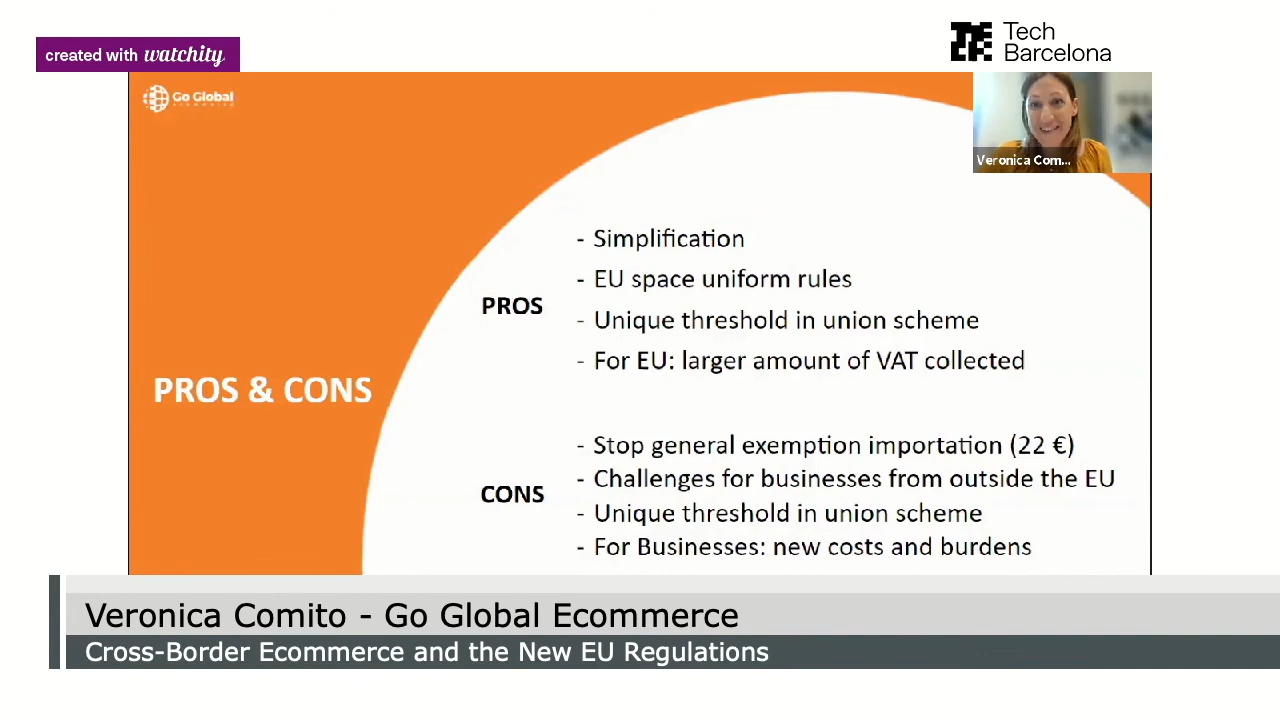 created with watchity
Tech
Barcelona
Go Global
Veronica Com...
PROS & CONS
PROS
- Simplification
- EU space uniform rules
- Unique threshold in union scheme
- For EU: larger amount of VAT collected
CONS
- Stop general exemption importation (22 €)
- Challenges for businesses from outside the EU
- Unique threshold in union scheme
- For Businesses: new costs and burdens
Veronica Comito - Go Global Ecommerce
Cross-Border Ecommerce and the New EU Regulations